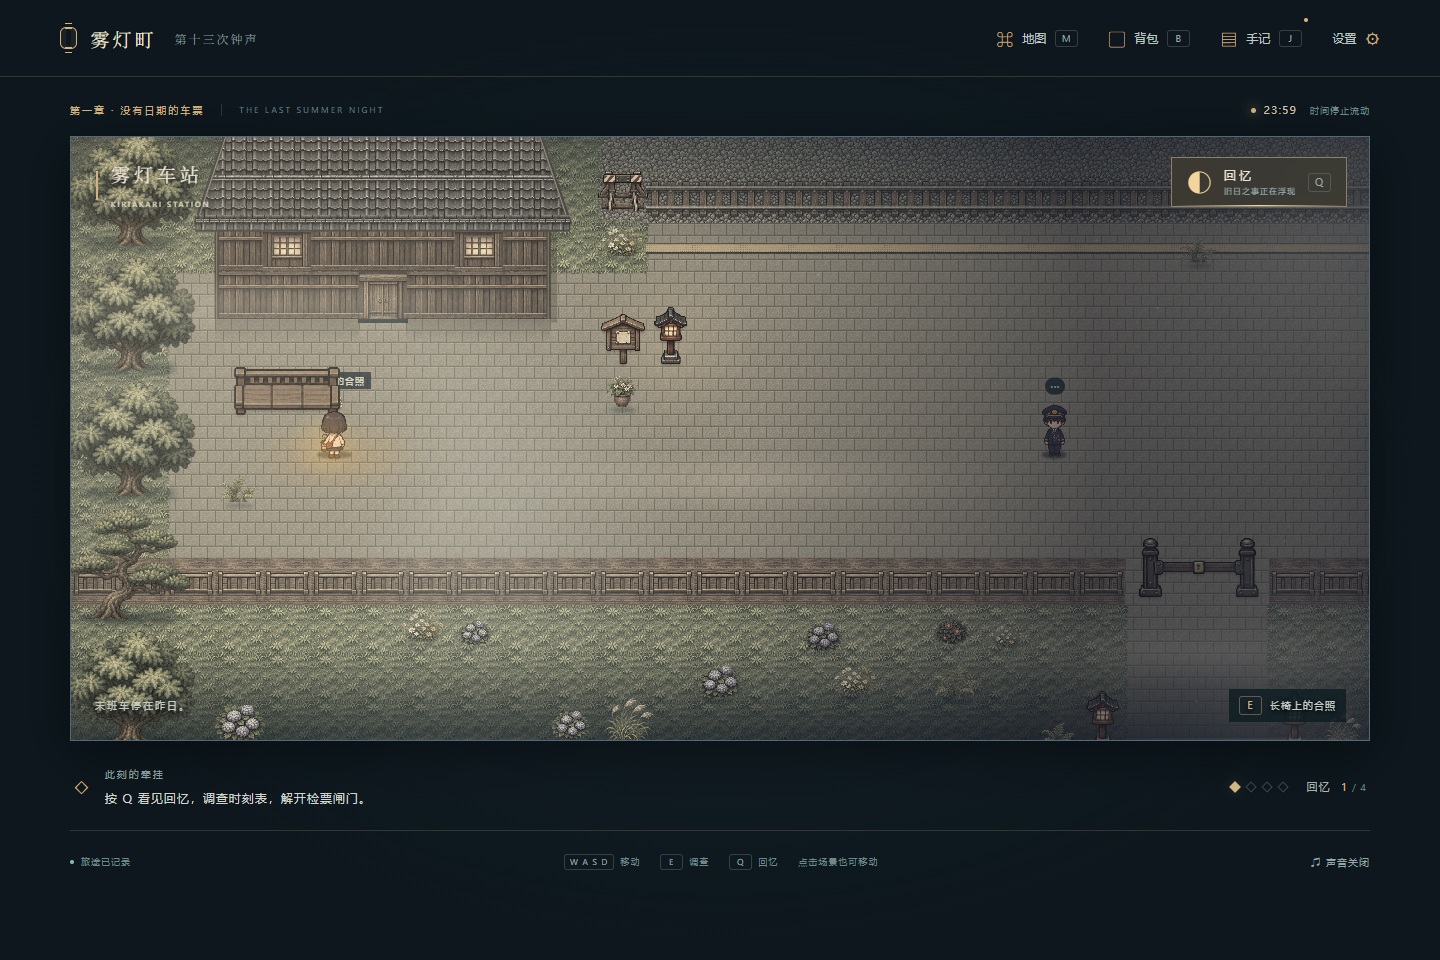 雾灯町 第十三次钟声 地图 M 背包 B 手记 J 设置
第一章 · 没有日期的车票 THE LAST SUMMER NIGHT 23:59 时间停止流动
雾灯车站
KIRIAKARI STATION
回忆 Q
旧日之事正在浮现
的合照
末班车停在昨日。
E 长椅上的合照
此刻的牵挂
按 Q 看见回忆，调查时刻表，解开检票闸门。
回忆 1 / 4
旅途已记录 WASD 移动 E 调查 Q 回忆 点击场景也可移动 声音关闭